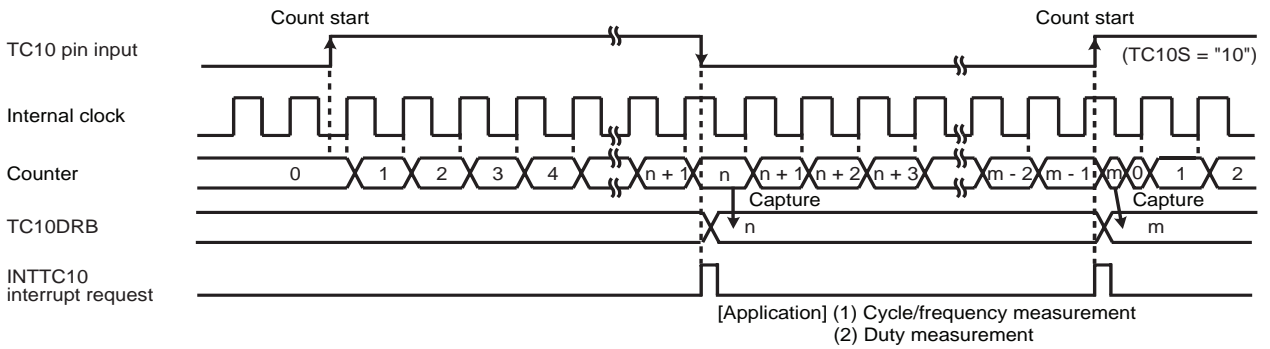 Count start Count start
TC10 pin input (TC10S = "10")
Internal clock
Counter 0 1 2 3 4 n + 1 n n + 1 n + 2 n + 3 m - 2 m - 1 m 0 1 2
Capture Capture
TC10DRB n m
INTTC10
interrupt request
[Application] (1) Cycle/frequency measurement
(2) Duty measurement